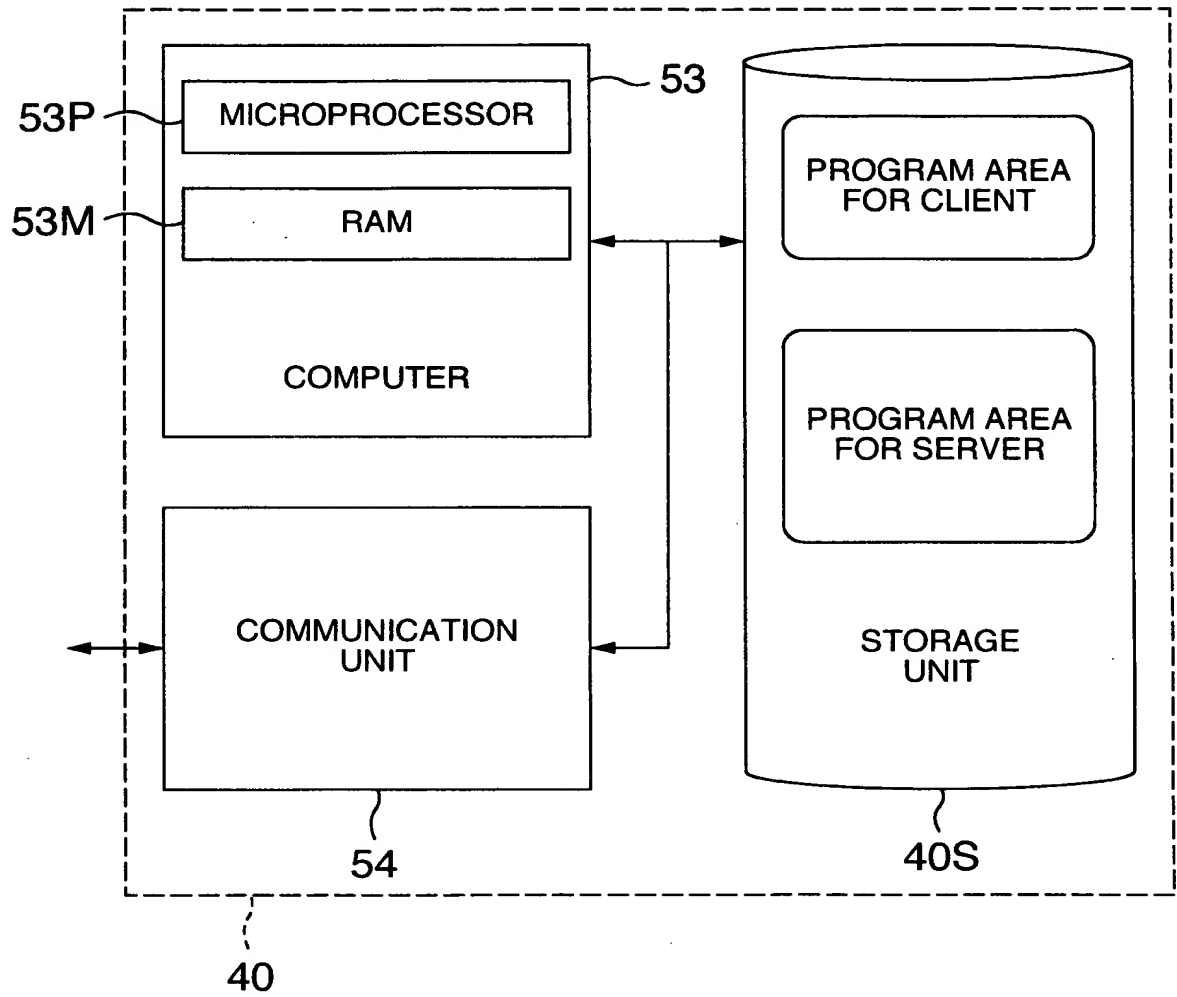 53P
MICROPROCESSOR
53
53M
RAM
COMPUTER
PROGRAM AREA
FOR CLIENT
PROGRAM AREA
FOR SERVER
COMMUNICATION
UNIT
STORAGE
UNIT
54
40S
40